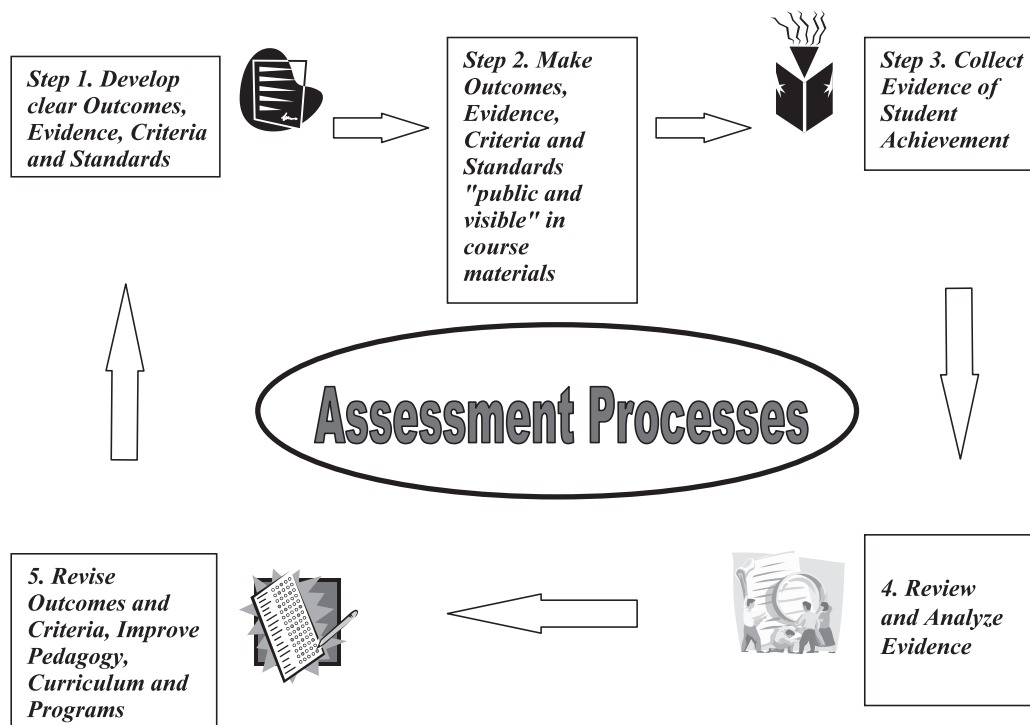 Step 1. Develop
clear Outcomes,
Evidence, Criteria
and Standards
Step 2. Make
Outcomes,
Evidence,
Criteria and
Standards
"public and
visible" in
course
materials
Step 3. Collect
Evidence of
Student
Achievement
Assessment Processes
4. Review
and Analyze
Evidence
5. Revise
Outcomes and
Criteria, Improve
Pedagogy,
Curriculum and
Programs